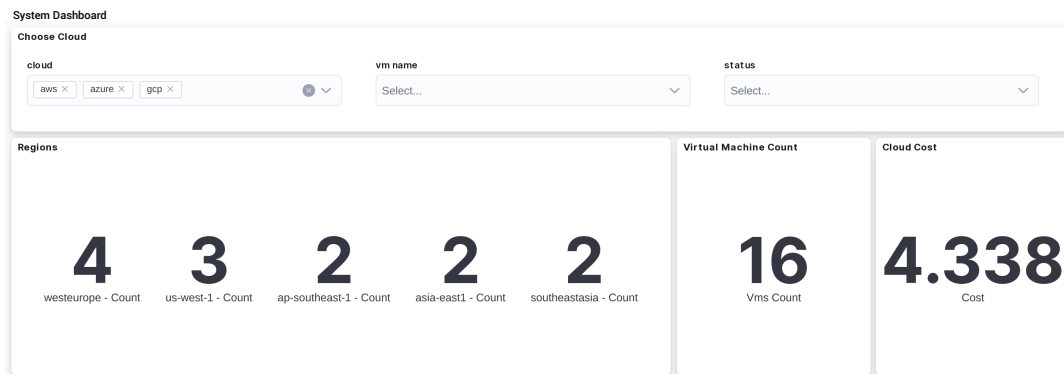 System Dashboard
Choose Cloud
cloud vm name status
aws × azure × gcp × Select... Select...
Regions Virtual Machine Count Cloud Cost
4 3 2 2 2 16 4.338
westeurope - Count us-west-1 - Count ap-southeast-1 - Count asia-east1 - Count southeastasia - Count Vms Count Cost